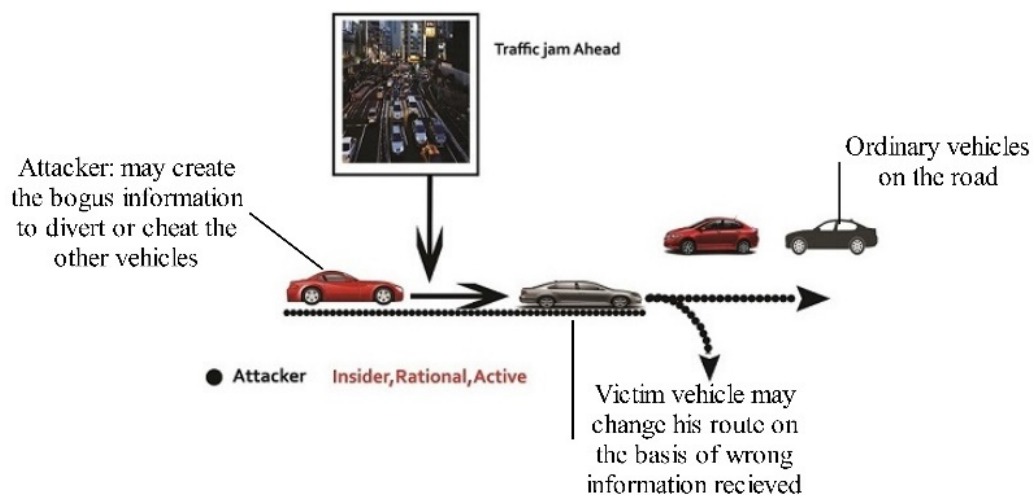 Traffic jam Ahead
Attacker: may create
the bogus information
to divert or cheat the
other vehicles
Ordinary vehicles
on the road
Attacker Insider,Rational,Active
Victim vehicle may
change his route on
the basis of wrong
information recieved